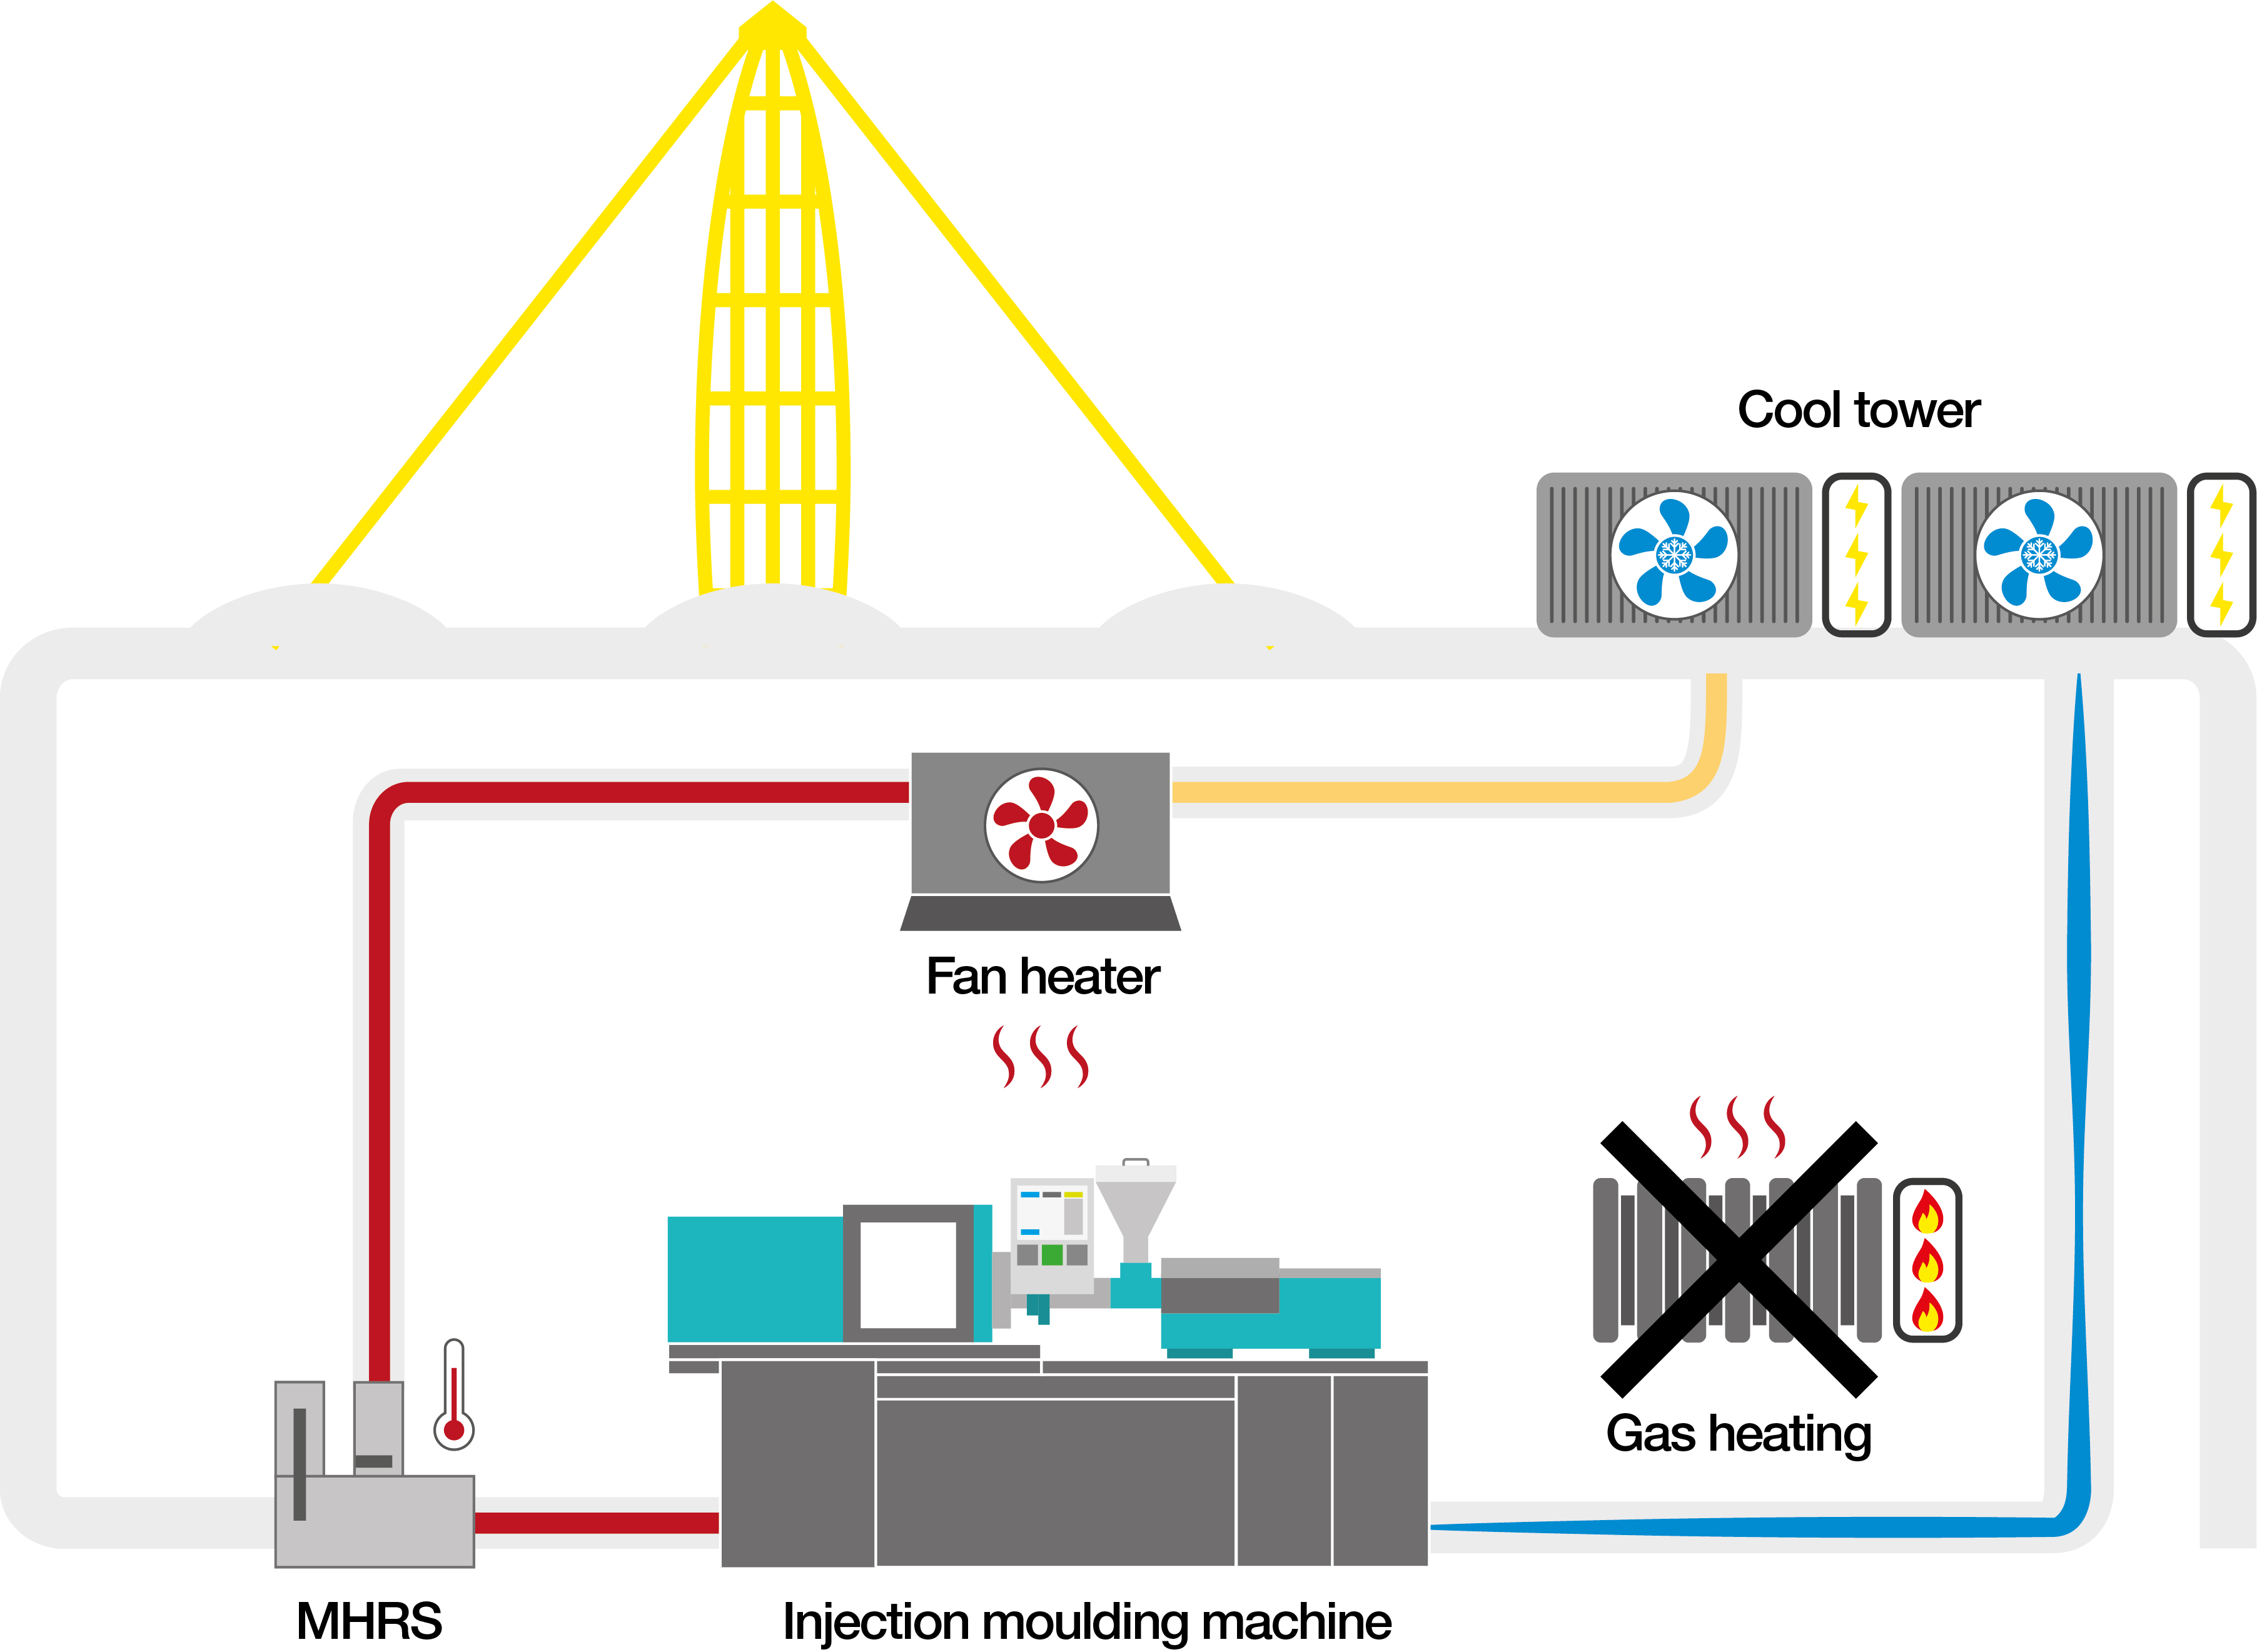 Cool tower
Fan heater
Gas heating
MHRS
Injection moulding machine